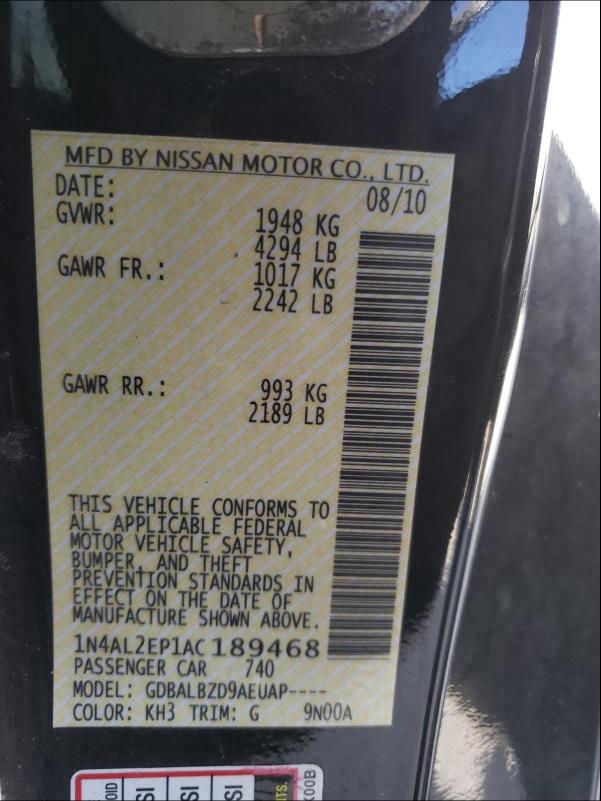 MFD BY NISSAN MOTOR CO., LTD.
DATE: 08/10
GVWR: 1948 KG
4294 LB
GAWR FR.: 1017 KG
2242 LB
GAWR RR.: 993 KG
2189 LB
THIS VEHICLE CONFORMS TO
ALL APPLICABLE FEDERAL
MOTOR VEHICLE SAFETY,
BUMPER, AND THEFT
PREVENTION STANDARDS IN
EFFECT ON THE DATE OF
MANUFACTURE SHOWN ABOVE.
1N4AL2EP1AC189468
PASSENGER CAR 740
MODEL: GDBALBZD9AEUAP----
COLOR: KH3 TRIM: G 9N00A